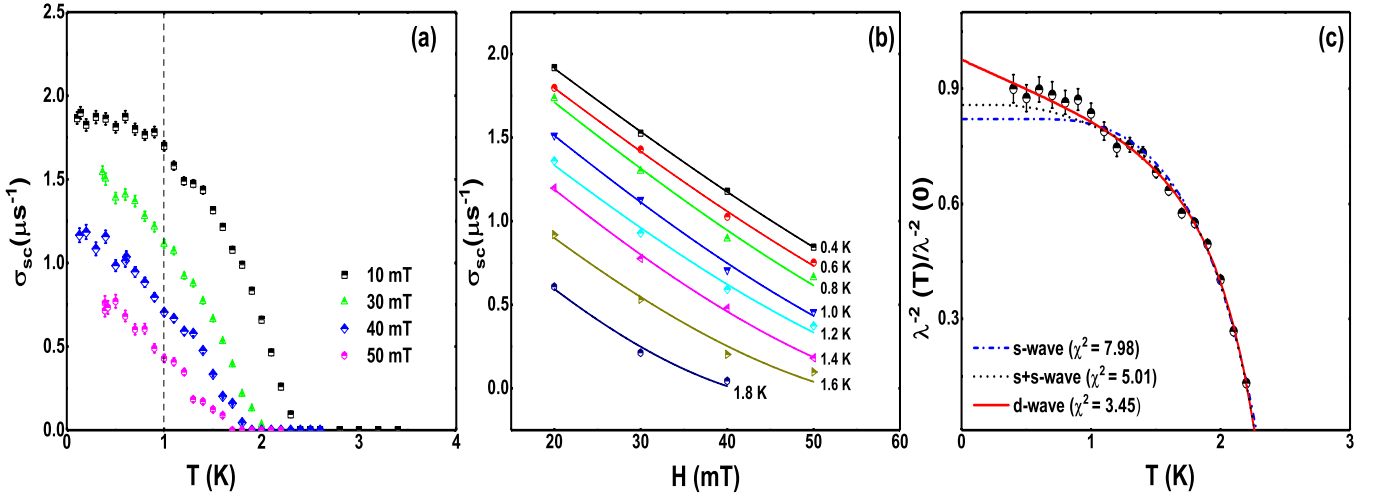 (a)
2.5
2.0
1.5
1.0
0.5
0.0
σsc(μs⁻¹)
10 mT
30 mT
40 mT
50 mT
0 1 2 3 4
T (K)
(b)
2.0
1.5
1.0
0.5
0.0
σsc(μs⁻¹)
0.4 K
0.6 K
0.8 K
1.0 K
1.2 K
1.4 K
1.6 K
1.8 K
20 30 40 50 60
H (mT)
(c)
0.9
0.6
0.3
λ⁻² (T)/λ⁻² (0)
s-wave (χ² = 7.98)
s+s-wave (χ² = 5.01)
d-wave (χ² = 3.45)
0 1 2 3
T (K)